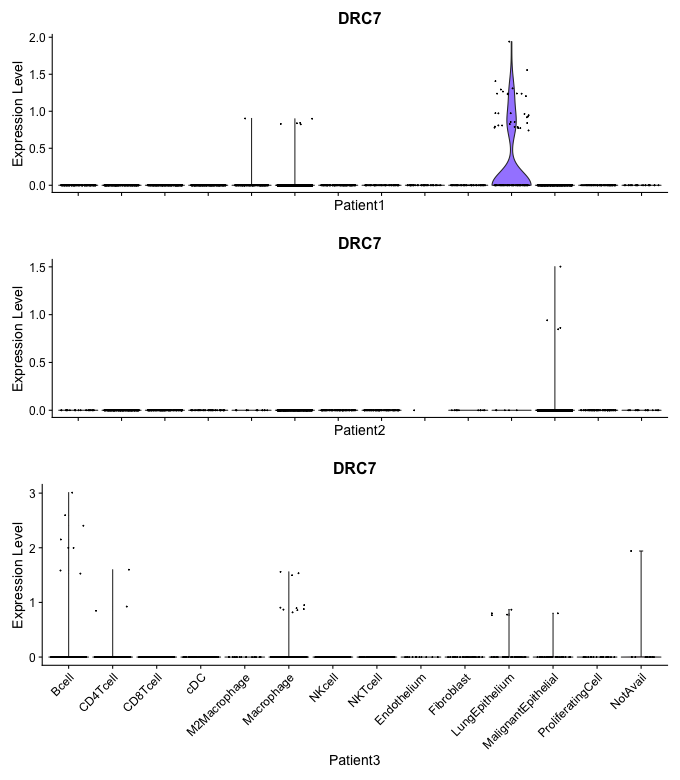 DRC7
Expression Level
2.0
1.5
1.0
0.5
0.0
Patient1
DRC7
Expression Level
1.5
1.0
0.5
0.0
Patient2
DRC7
Expression Level
3
2
1
0
Bcell
CD4Tcell
CD8Tcell
cDC
M2Macrophage
Macrophage
NKcell
NKTcell
Endothelium
Fibroblast
LungEpithelium
MalignantEpithelial
ProliferatingCell
NotAvail
Patient3